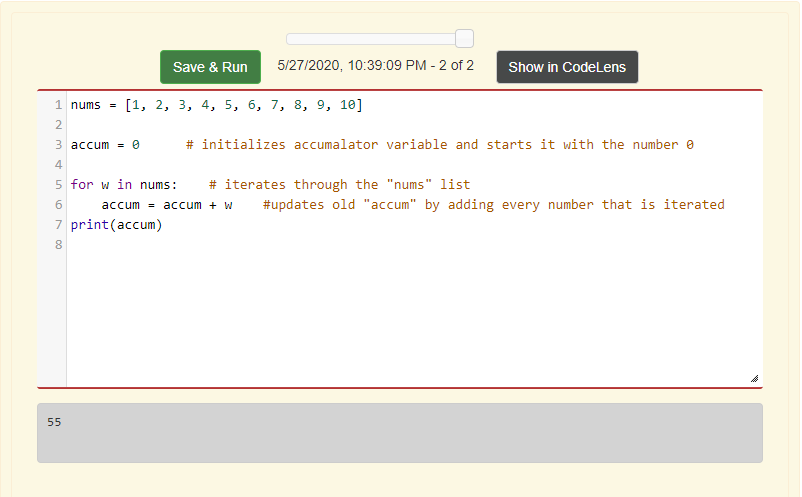 Save & Run 5/27/2020, 10:39:09 PM - 2 of 2 Show in CodeLens
1 nums = [1, 2, 3, 4, 5, 6, 7, 8, 9, 10]
2
3 accum = 0      # initializes accumalator variable and starts it with the number 0
4
5 for w in nums:    # iterates through the "nums" list
6     accum = accum + w    #updates old "accum" by adding every number that is iterated
7 print(accum)
8
55